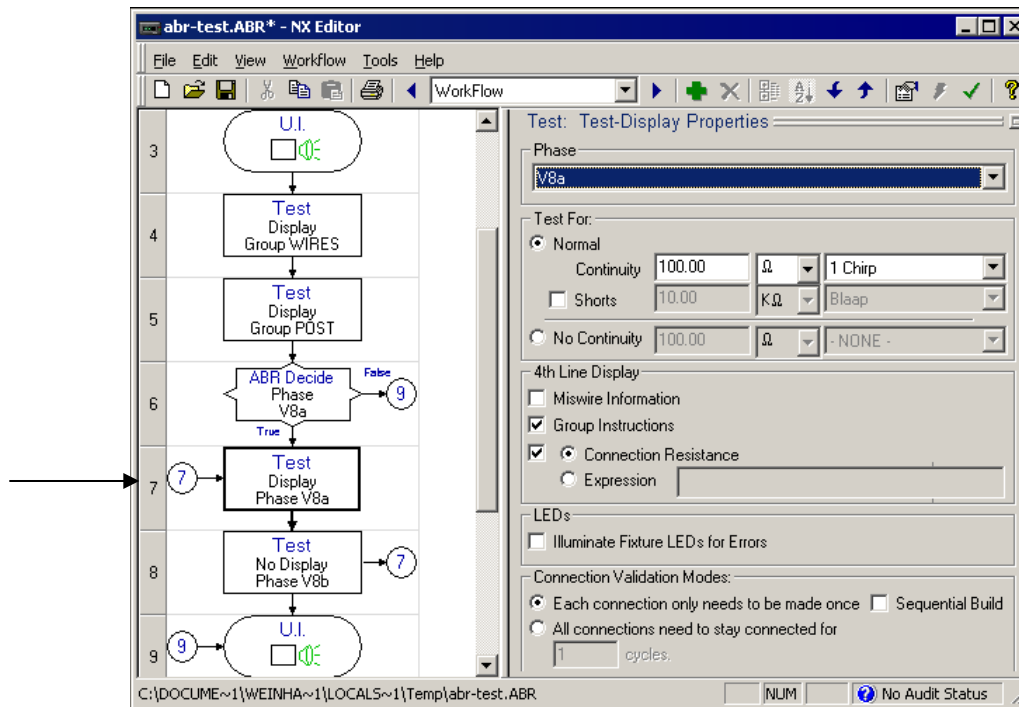 abr-test.ABR* - NX Editor
File Edit View Workflow Tools Help
WorkFlow
3
U.I.
4
Test
Display
Group WIRES
5
Test
Display
Group POST
6
ABR Decide
Phase
V8a
False
9
True
7
7
Test
Display
Phase V8a
8
Test
No Display
Phase V8b
7
9
9
U.I.
Test: Test-Display Properties
Phase
V8a
Test For:
Normal
Continuity 100.00 Ω 1 Chirp
Shorts 10.00 KΩ Blaap
No Continuity 100.00 Ω - NONE -
4th Line Display
Miswire Information
Group Instructions
Connection Resistance
Expression
LEDs
Illuminate Fixture LEDs for Errors
Connection Validation Modes:
Each connection only needs to be made once Sequential Build
All connections need to stay connected for
1 cycles.
C:\DOCUME~1\WEINHA~1\LOCALS~1\Temp\abr-test.ABR NUM No Audit Status